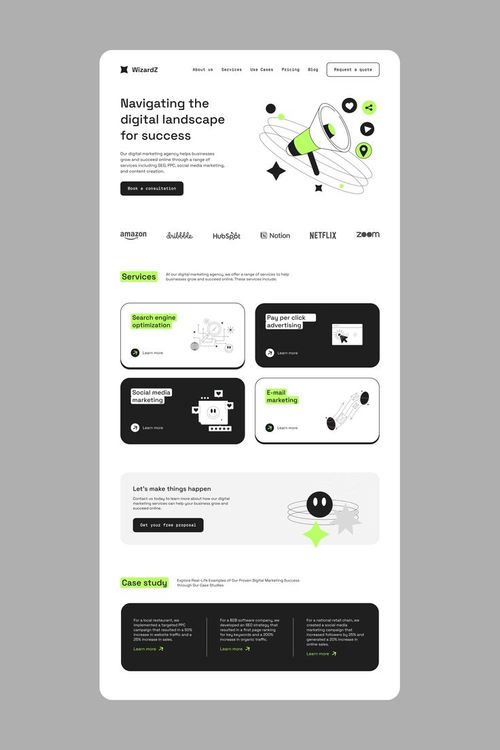 WizardZ
About us Services Use Cases Pricing Blog Request a quote
Navigating the
digital landscape
for success
Our digital marketing agency helps businesses
grow and succeed online through a range of
services including SEO, PPC, social media marketing,
and content creation.
Book a consultation
amazon dribbble HubSpot Notion NETFLIX zoom
Services
At our digital marketing agency, we offer a range of services to help
businesses grow and succeed online. These services include:
Search engine
optimization
Learn more
Pay per click
advertising
Learn more
Social media
marketing
Learn more
E-mail
marketing
Learn more
Let's make things happen
Contact us today to learn more about how our digital
marketing services can help your business grow and
succeed online.
Get your free proposal
Case study
Explore Real-Life Examples of Our Proven Digital Marketing Success
through Our Case Studies
For a local restaurant, we
implemented a targeted PPC
campaign that resulted in a 50%
increase in website traffic and a
25% increase in sales.
Learn more
For a B2B software company, we
developed an SEO strategy that
resulted in a first page ranking
for key keywords and a 200%
increase in organic traffic.
Learn more
For a national retail chain, we
created a social media
marketing campaign that
increased followers by 25% and
generated a 20% increase in
online sales.
Learn more